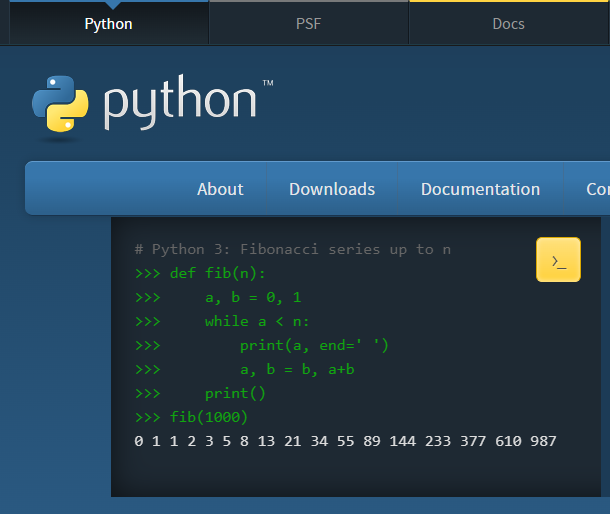 Python PSF Docs
python™
About Downloads Documentation
# Python 3: Fibonacci series up to n
>>> def fib(n):
>>>     a, b = 0, 1
>>>     while a < n:
>>>         print(a, end=' ')
>>>         a, b = b, a+b
>>>     print()
>>> fib(1000)
0 1 1 2 3 5 8 13 21 34 55 89 144 233 377 610 987